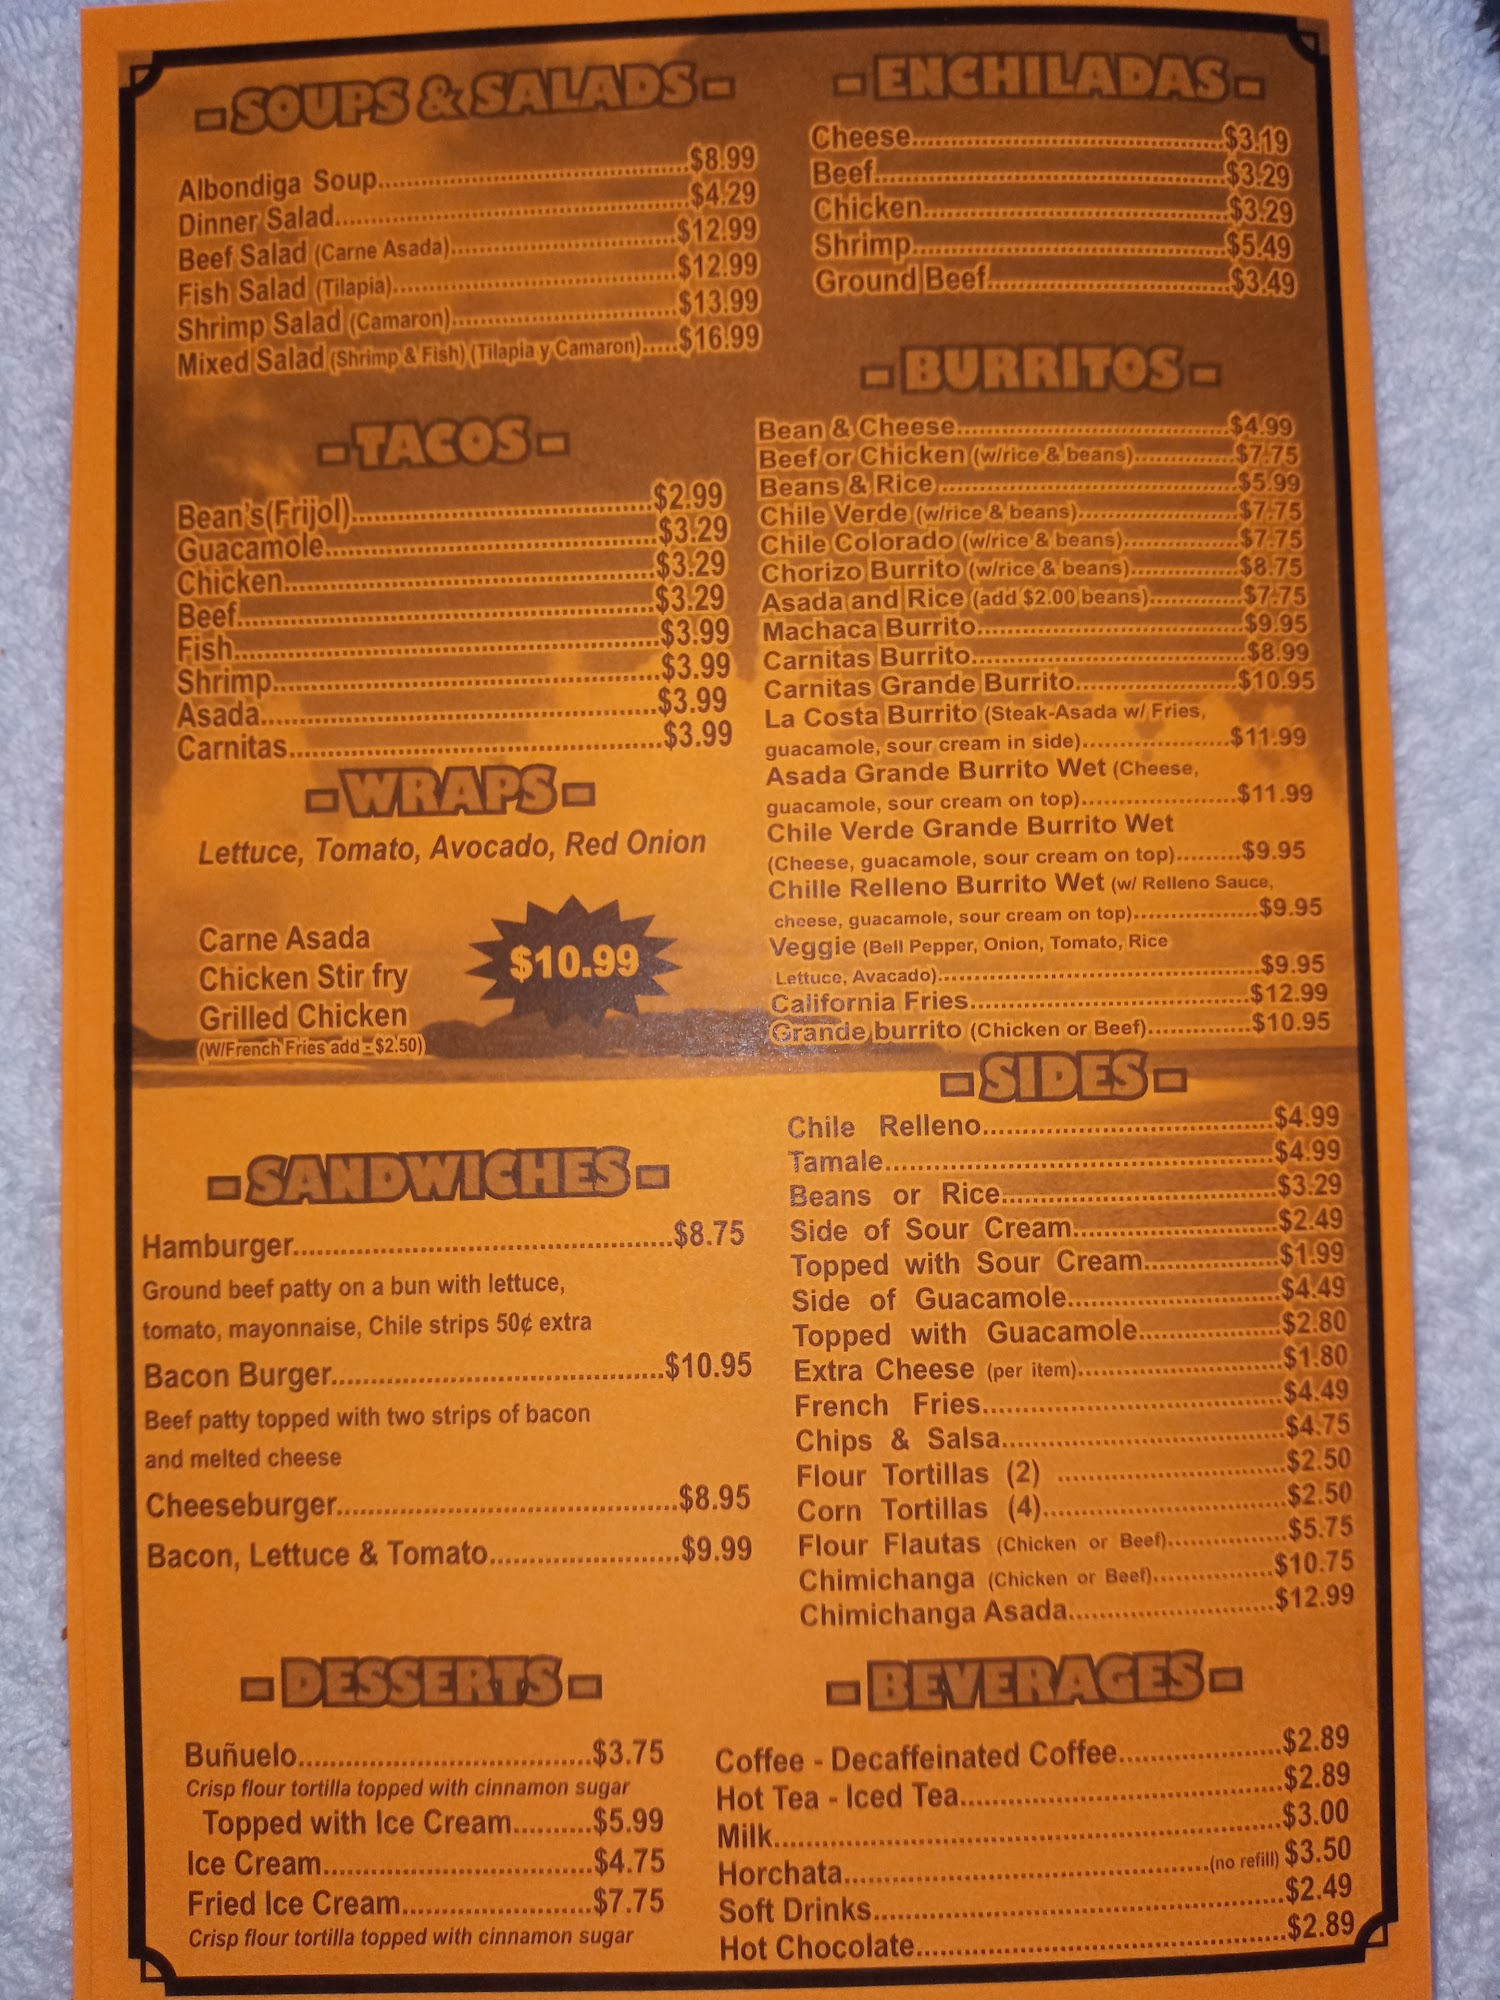 - SOUPS & SALADS -
Albondiga Soup..........$8.99
Dinner Salad..........$4.29
Beef Salad (Carne Asada)..........$12.99
Fish Salad (Tilapia)..........$12.99
Shrimp Salad (Camaron)..........$13.99
Mixed Salad (Shrimp & Fish) (Tilapia y Camaron).....$16.99
- TACOS -
Bean's(Frijol)..........$2.99
Guacamole..........$3.29
Chicken..........$3.29
Beef..........$3.29
Fish..........$3.99
Shrimp..........$3.99
Asada..........$3.99
Carnitas..........$3.99
- WRAPS -
Lettuce, Tomato, Avocado, Red Onion
Carne Asada
Chicken Stir fry
Grilled Chicken
(W/French Fries add - $2.50)
$10.99
- SANDWICHES -
Hamburger..........$8.75
Ground beef patty on a bun with lettuce,
tomato, mayonnaise, Chile strips 50¢ extra
Bacon Burger..........$10.95
Beef patty topped with two strips of bacon
and melted cheese
Cheeseburger..........$8.95
Bacon, Lettuce & Tomato..........$9.99
- DESSERTS -
Buñuelo..........$3.75
Crisp flour tortilla topped with cinnamon sugar
Topped with Ice Cream..........$5.99
Ice Cream..........$4.75
Fried Ice Cream..........$7.75
Crisp flour tortilla topped with cinnamon sugar
- ENCHILADAS -
Cheese..........$3.19
Beef..........$3.29
Chicken..........$3.29
Shrimp..........$5.49
Ground Beef..........$3.49
- BURRITOS -
Bean & Cheese..........$4.99
Beef or Chicken (w/rice & beans)..........$7.75
Beans & Rice..........$5.99
Chile Verde (w/rice & beans)..........$7.75
Chile Colorado (w/rice & beans)..........$7.75
Chorizo Burrito (w/rice & beans)..........$8.75
Asada and Rice (add $2.00 beans)..........$7.75
Machaca Burrito..........$9.95
Carnitas Burrito..........$8.99
Carnitas Grande Burrito..........$10.95
La Costa Burrito (Steak-Asada w/ Fries,
guacamole, sour cream in side)..........$11.99
Asada Grande Burrito Wet (Cheese,
guacamole, sour cream on top)..........$11.99
Chile Verde Grande Burrito Wet
(Cheese, guacamole, sour cream on top).........$9.95
Chille Relleno Burrito Wet (w/ Relleno Sauce,
cheese, guacamole, sour cream on top)..........$9.95
Veggie (Bell Pepper, Onion, Tomato, Rice
Lettuce, Avacado)..........$9.95
California Fries..........$12.99
Grande burrito (Chicken or Beef)..........$10.95
- SIDES -
Chile Relleno..........$4.99
Tamale..........$4.99
Beans or Rice..........$3.29
Side of Sour Cream..........$2.49
Topped with Sour Cream..........$1.99
Side of Guacamole..........$4.49
Topped with Guacamole..........$2.80
Extra Cheese (per item)..........$1.80
French Fries..........$4.49
Chips & Salsa..........$4.75
Flour Tortillas (2) ..........$2.50
Corn Tortillas (4)..........$2.50
Flour Flautas (Chicken or Beef)..........$5.75
Chimichanga (Chicken or Beef)..........$10.75
Chimichanga Asada..........$12.99
- BEVERAGES -
Coffee - Decaffeinated Coffee..........$2.89
Hot Tea - Iced Tea..........$2.89
Milk..........$3.00
Horchata..........(no refill) $3.50
Soft Drinks..........$2.49
Hot Chocolate..........$2.89